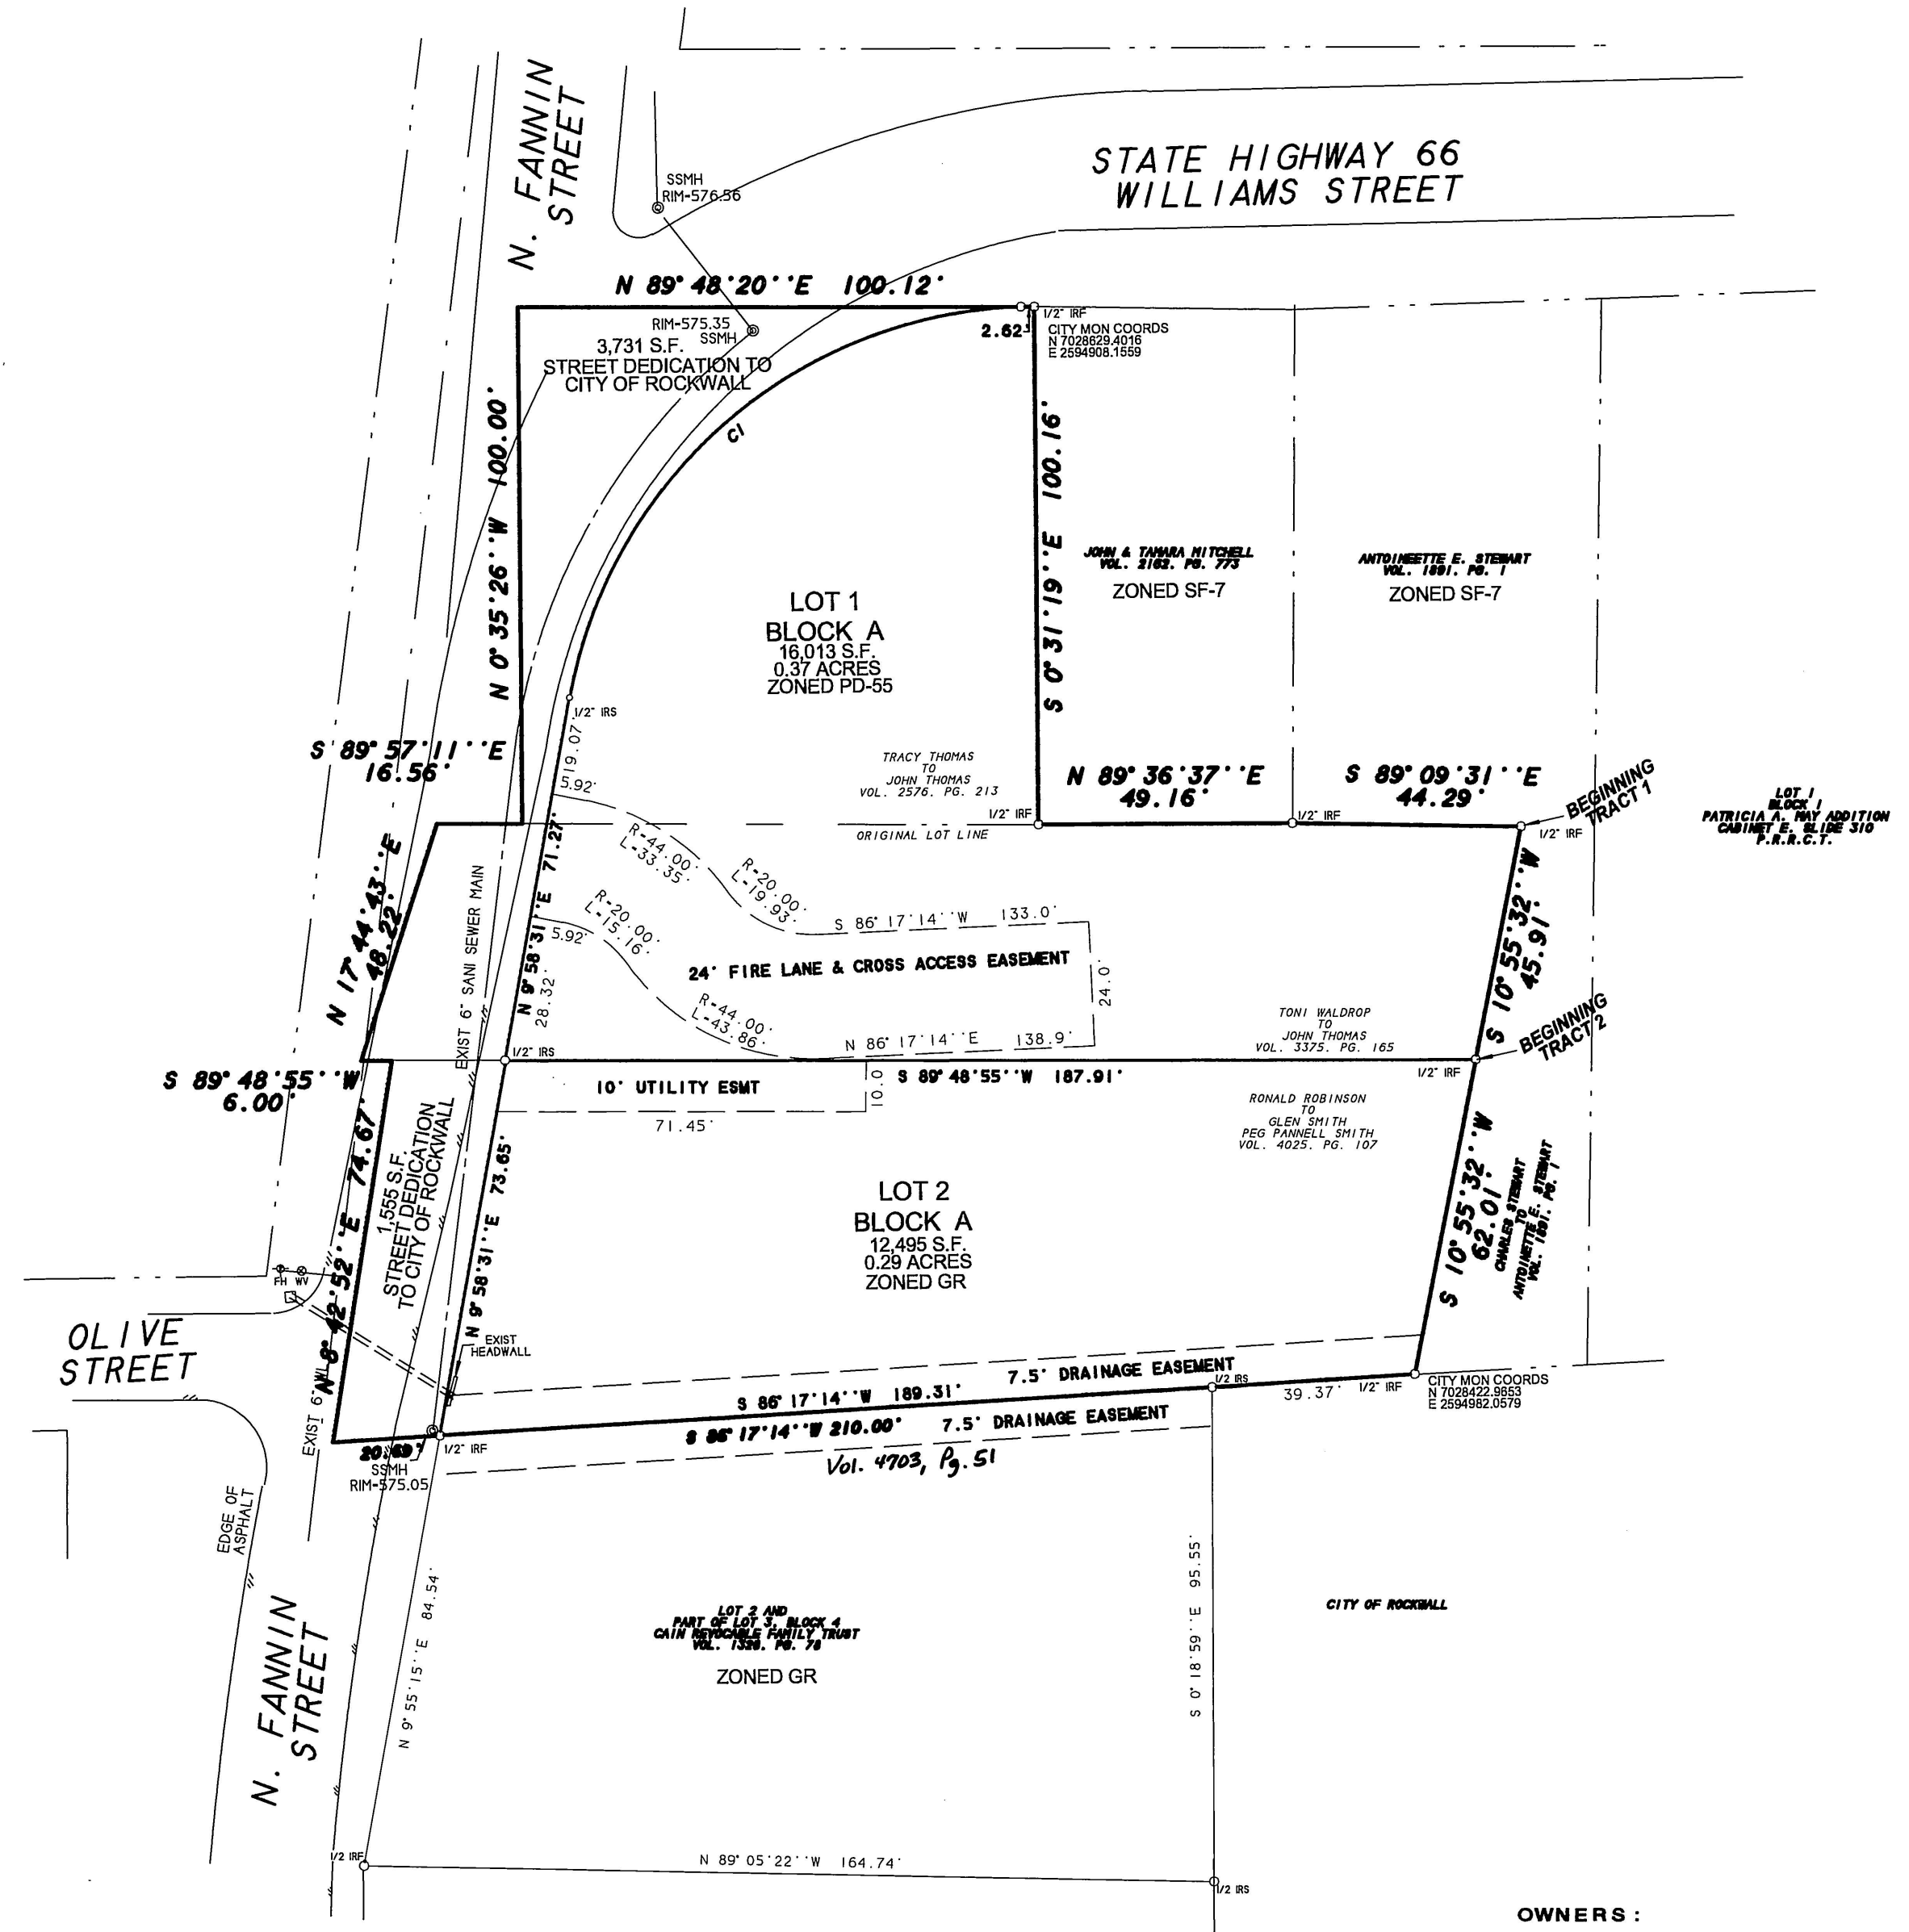 N. FANNIN
STREET
STATE HIGHWAY 66
WILLIAMS STREET
SSMH
RIM-576.56
N 89°48'20''E 100.12'
RIM-575.35
SSMH
3,731 S.F.
STREET DEDICATION TO
CITY OF ROCKWALL
2.62'
1/2" IRF
CITY MON COORDS
N 7028629.4016
E 2594908.1559
C1
N 0°35'26''W 100.00'
S 0°31'19''E 100.16'
JOHN & TAMARA MITCHELL
VOL. 2162, PG. 773
ZONED SF-7
ANTOINEETTE E. STEWART
VOL. 1891, PG. 1
ZONED SF-7
LOT 1
BLOCK A
16,013 S.F.
0.37 ACRES
ZONED PD-55
1/2" IRS
19.07'
5.92'
S 89°57'11''E
16.56'
TRACY THOMAS
TO
JOHN THOMAS
VOL. 2576, PG. 213
1/2" IRF
N 89°36'37''E
49.16'
1/2" IRF
S 89°09'31''E
44.29'
BEGINNING
TRACT 1
1/2" IRF
LOT 1
BLOCK 1
PATRICIA A. MAY ADDITION
CABINET E, SLIDE 310
P.R.R.C.T.
ORIGINAL LOT LINE
N 17°44'43''E
48.22'
EXIST 6" SANI SEWER MAIN
N 9°58'31''E 71.27'
R-44.00'
L-33.35'
R-20.00'
L-19.93'
R-20.00'
L-15.16'
5.92'
28.32'
S 86°17'14''W 133.0'
24' FIRE LANE & CROSS ACCESS EASEMENT
24.0'
R-44.00'
L-43.86'
N 86°17'14''E 138.9'
S 10°55'32''W
45.91'
TONI WALDROP
TO
JOHN THOMAS
VOL. 3375, PG. 165
BEGINNING
TRACT 2
1/2" IRS
1/2" IRF
S 89°48'55''W
6.00'
10' UTILITY ESMT
10.0
S 89°48'55''W 187.91'
71.45'
RONALD ROBINSON
TO
GLEN SMITH
PEG PANNELL SMITH
VOL. 4025, PG. 107
N 8°42'52''E 74.67'
1,555 S.F.
STREET DEDICATION
TO CITY OF ROCKWALL
N 9°58'31''E 73.65'
LOT 2
BLOCK A
12,495 S.F.
0.29 ACRES
ZONED GR
S 10°55'32''W
62.01'
CHARLES STEWART
TO
ANTOINETTE E. STEWART
VOL. 1891, PG. 1
FH WV
OLIVE
STREET
EXIST
HEADWALL
EXIST 6" WL
7.5' DRAINAGE EASEMENT
S 86°17'14''W 189.31'
1/2 IRS
39.37'
1/2" IRF
CITY MON COORDS
N 7028422.9653
E 2594982.0579
S 86°17'14''W 210.00'
7.5' DRAINAGE EASEMENT
Vol. 4703, Pg. 51
20.69'
1/2" IRF
SSMH
RIM-575.05
EDGE OF
ASPHALT
N. FANNIN
STREET
N 9°55'15''E 84.54'
LOT 2 AND
PART OF LOT 3, BLOCK 4
CAIN REVOCABLE FAMILY TRUST
VOL. 1326, PG. 78
ZONED GR
S 0°18'59''E 95.55'
CITY OF ROCKWALL
1/2 IRF
N 89°05'22''W 164.74'
1/2 IRS
OWNERS: